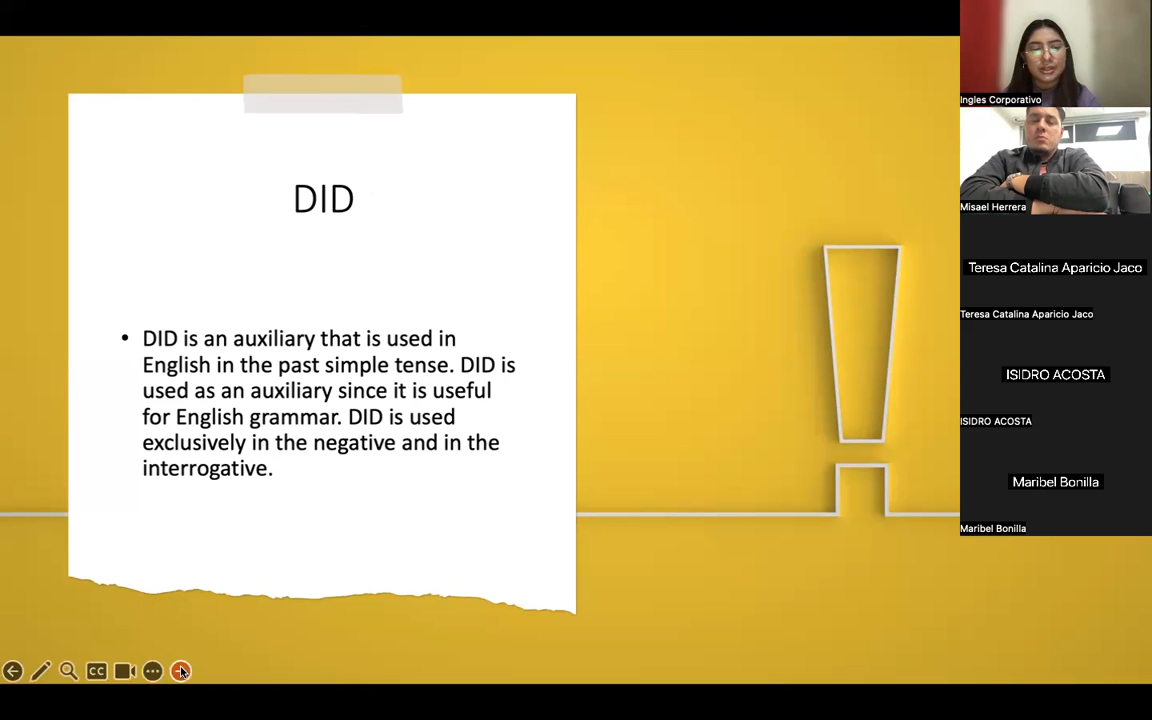 DID
• DID is an auxiliary that is used in
English in the past simple tense. DID is
used as an auxiliary since it is useful
for English grammar. DID is used
exclusively in the negative and in the
interrogative.
CC
Ingles Corporativo
Misael Herrera
Teresa Catalina Aparicio Jaco
Teresa Catalina Aparicio Jaco
ISIDRO ACOSTA
ISIDRO ACOSTA
Maribel Bonilla
Maribel Bonilla